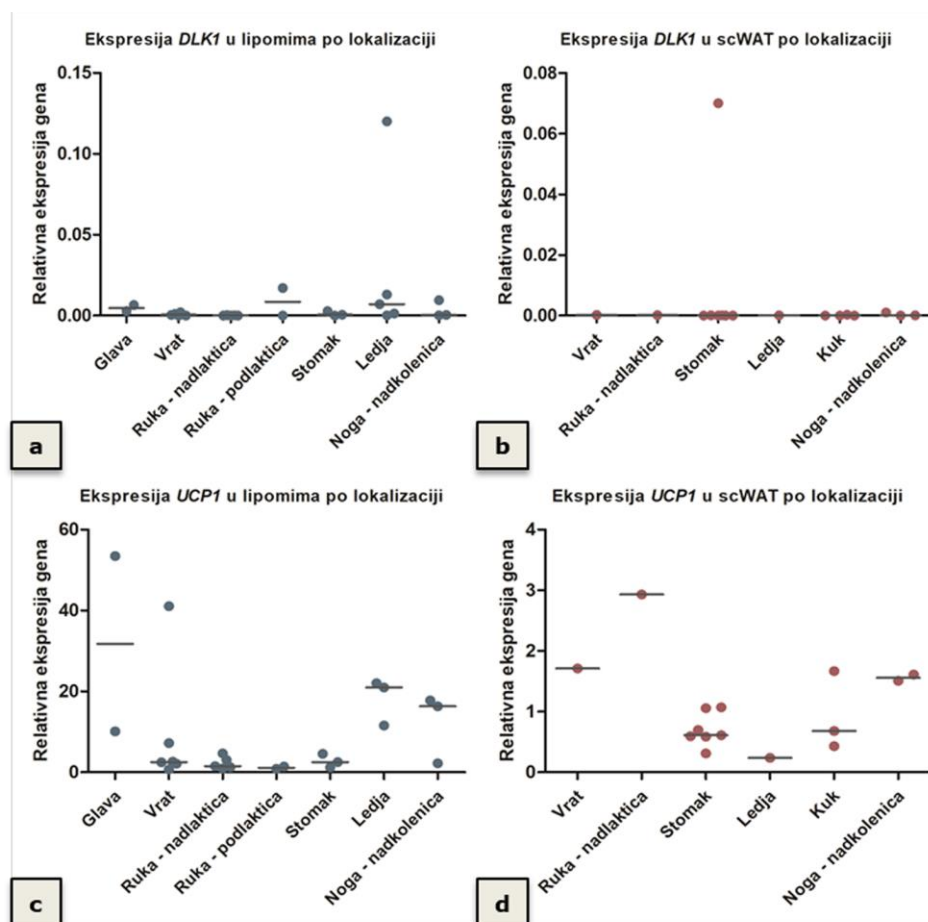 Ekspresija DLK1 u lipomima po lokalizaciji
Relativna ekspresija gena
0.15
0.10
0.05
0.00
Glava
Vrat
Ruka - nadlaktica
Ruka - podlaktica
Stomak
Ledja
Noga - nadkolenica
a
Ekspresija DLK1 u scWAT po lokalizaciji
Relativna ekspresija gena
0.08
0.06
0.04
0.02
0.00
Vrat
Ruka - nadlaktica
Stomak
Ledja
Kuk
Noga - nadkolenica
b
Ekspresija UCP1 u lipomima po lokalizaciji
Relativna ekspresija gena
60
40
20
0
Glava
Vrat
Ruka - nadlaktica
Ruka - podlaktica
Stomak
Ledja
Noga - nadkolenica
c
Ekspresija UCP1 u scWAT po lokalizaciji
Relativna ekspresija gena
4
3
2
1
0
Vrat
Ruka - nadlaktica
Stomak
Ledja
Kuk
Noga - nadkolenica
d